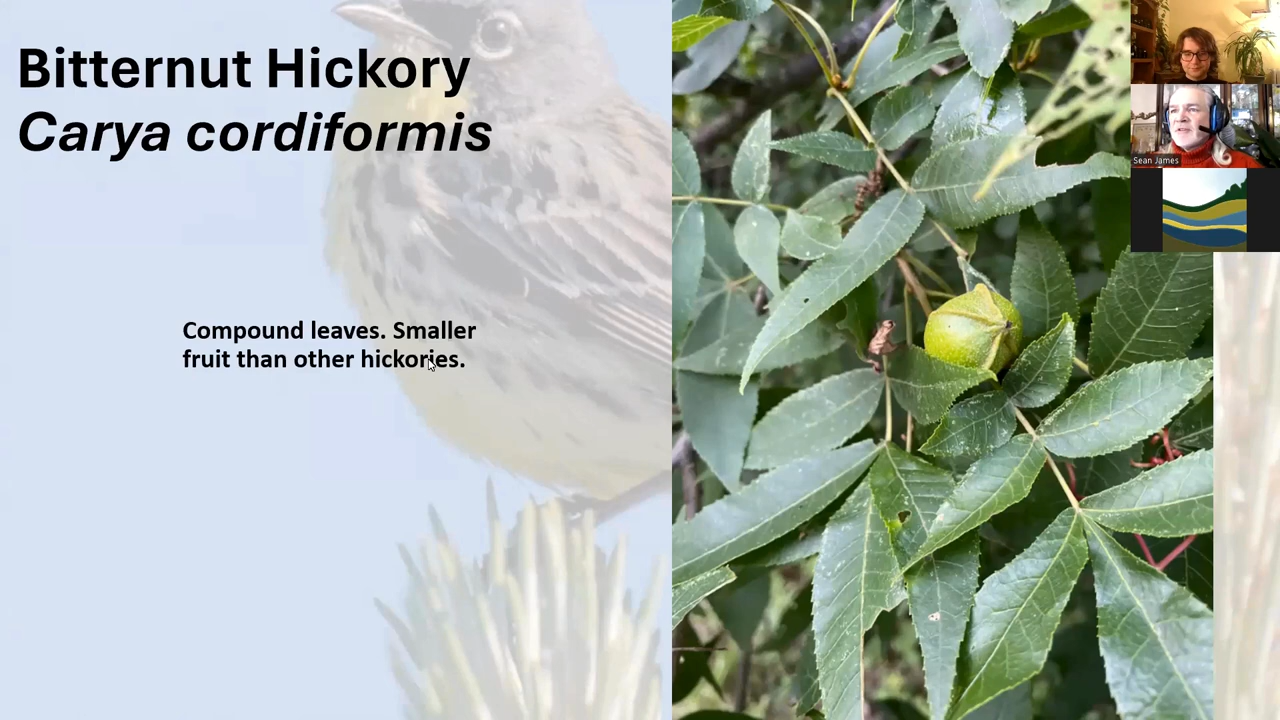 Bitternut Hickory
Carya cordiformis
Compound leaves. Smaller
fruit than other hickories.
Sean James